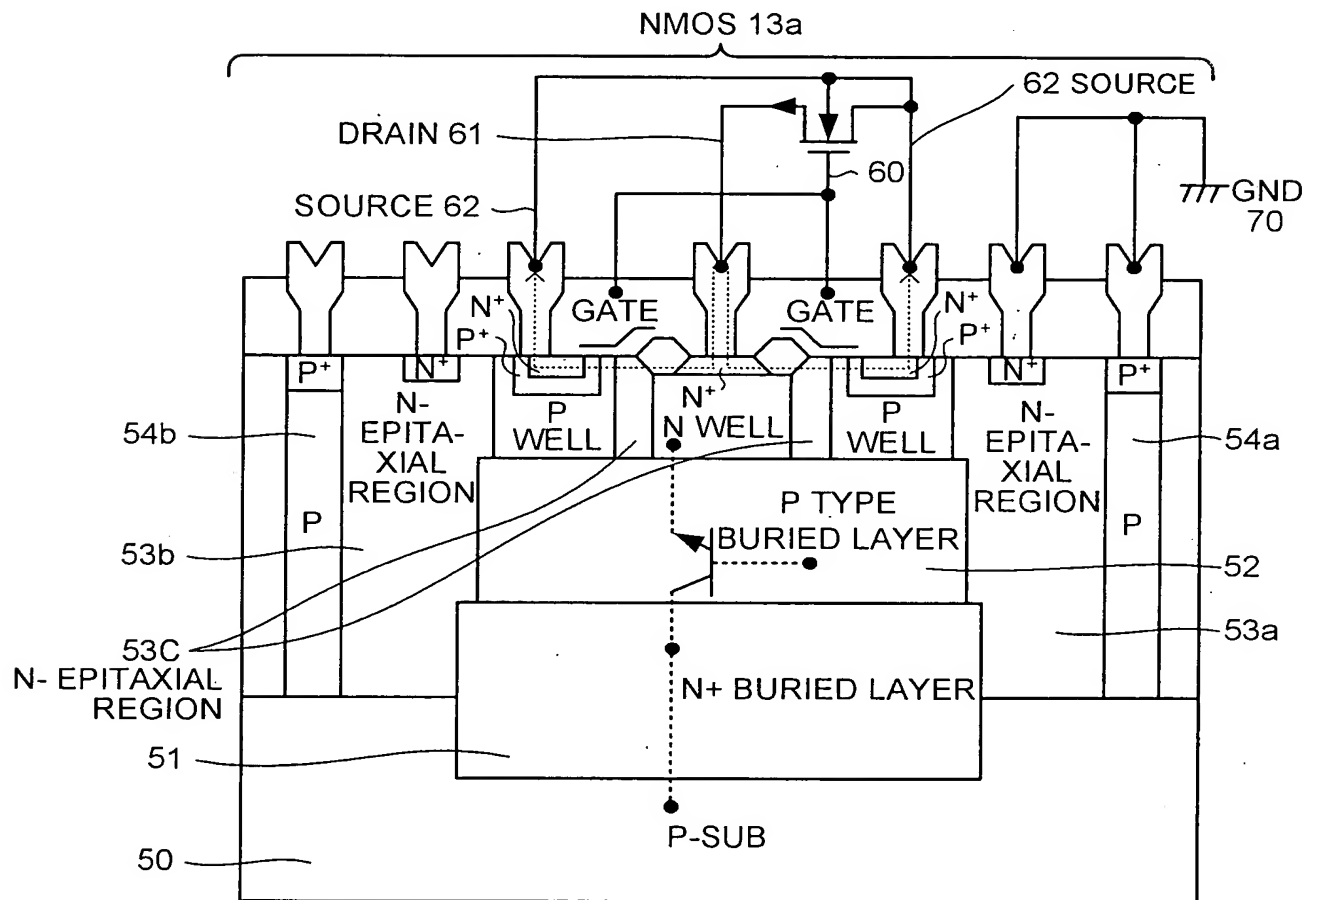 NMOS 13a
62 SOURCE
DRAIN 61
60
SOURCE 62
GND
70
N+
GATE
GATE
N+
P+
P+
P+
N+
N+
N+
P+
N-
EPITA-
XIAL
REGION
P
WELL
N WELL
P
WELL
N-
EPITA-
XIAL
REGION
54b
54a
P TYPE
BURIED LAYER
P
P
53b
52
53C
N- EPITAXIAL
REGION
53a
N+ BURIED LAYER
51
P-SUB
50